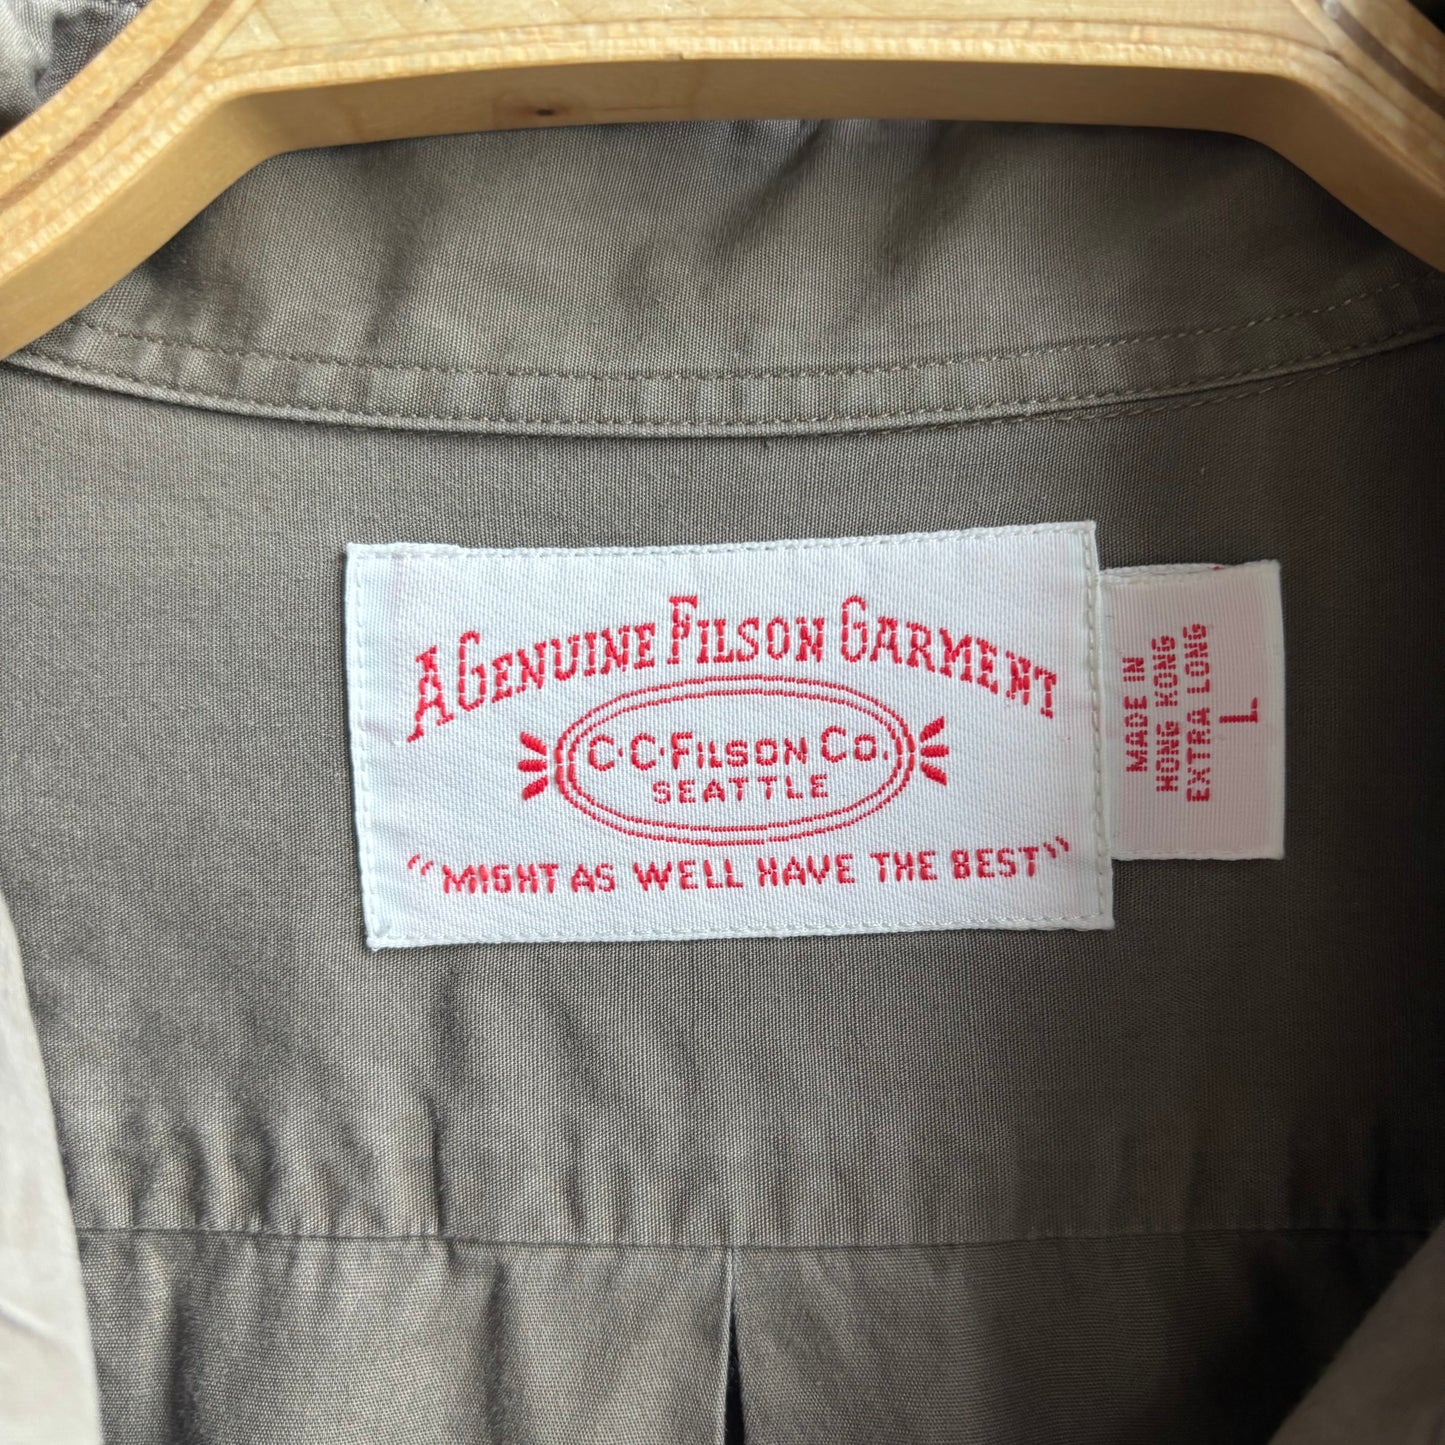 A GENUINE FILSON GARMENT
C·C·FILSON CO.
SEATTLE
"MIGHT AS WELL HAVE THE BEST"
MADE IN
HONG KONG
EXTRA LONG
L